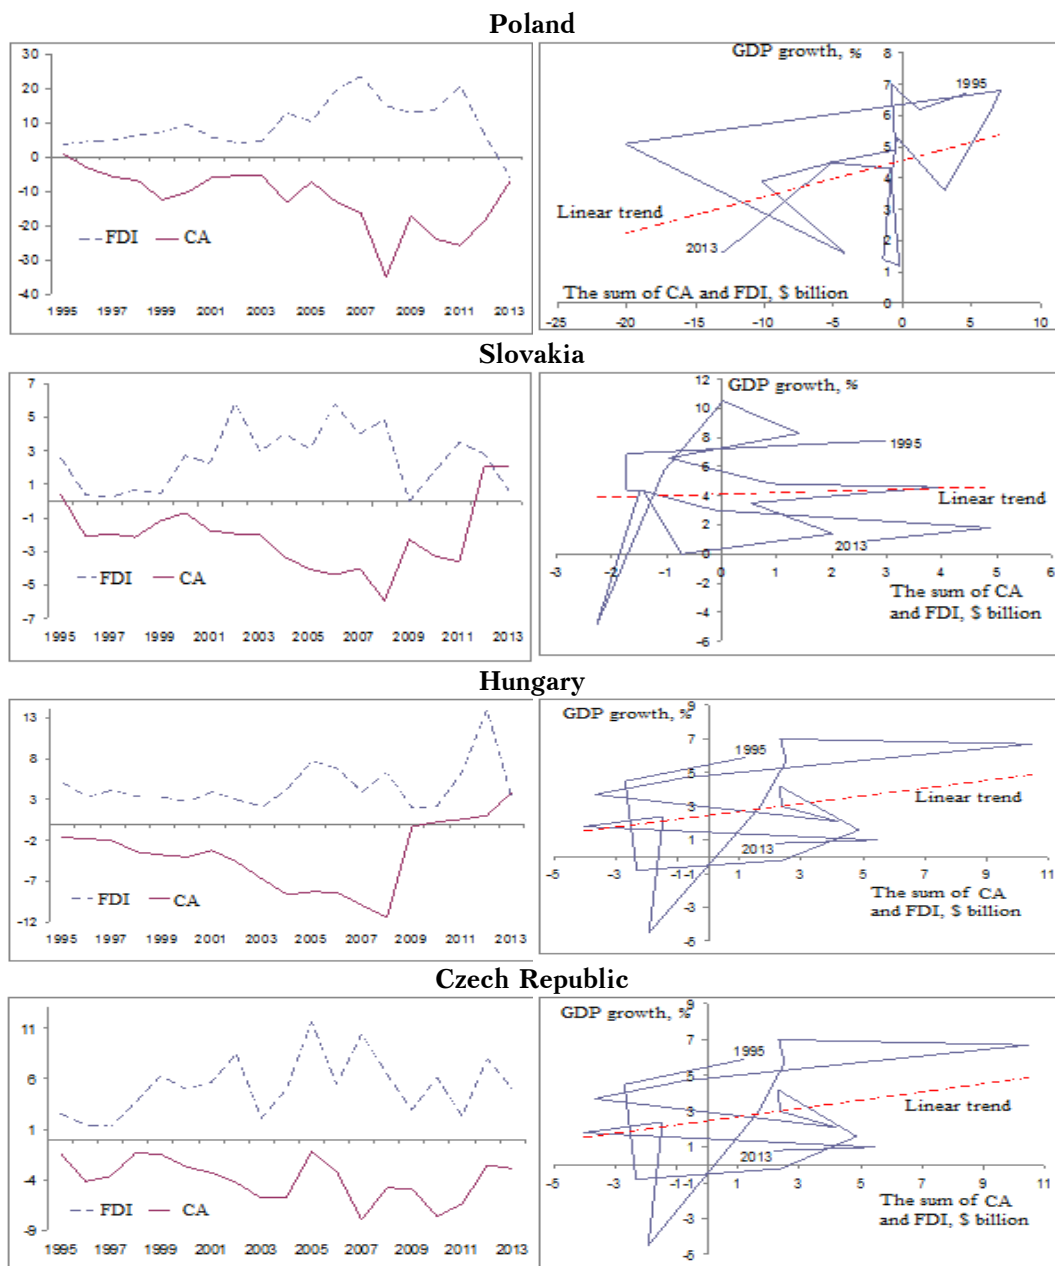 Poland
30
20
10
0
-10
-20
-30
-40
FDI
CA
1995 1997 1999 2001 2003 2005 2007 2009 2011 2013
GDP growth, %
8
7
6
5
4
3
2
1
0
1995
Linear trend
2013
The sum of CA and FDI, $ billion
-25 -20 -15 -10 -5 0 5 10
Slovakia
7
5
3
1
-1
-3
-5
-7
FDI
CA
1995 1997 1999 2001 2003 2005 2007 2009 2011 2013
GDP growth, %
12
10
8
6
4
2
0
-2
-4
-6
1995
Linear trend
2013
-3 -2 -1 0 1 2 3 4 5 6
The sum of CA
and FDI, $ billion
Hungary
13
8
3
-2
-7
-12
FDI
CA
1995 1997 1999 2001 2003 2005 2007 2009 2011 2013
GDP growth, %
9
7
5
3
1
-1
-3
-5
1995
Linear trend
2013
-5 -3 -1 1 3 5 7 9 11
The sum of CA
and FDI, $ billion
Czech Republic
11
6
1
-4
-9
FDI
CA
1995 1997 1999 2001 2003 2005 2007 2009 2011 2013
GDP growth, %
9
7
5
3
1
-1
-3
-5
1995
Linear trend
2013
-5 -3 -1 1 3 5 7 9 11
The sum of CA
and FDI, $ billion